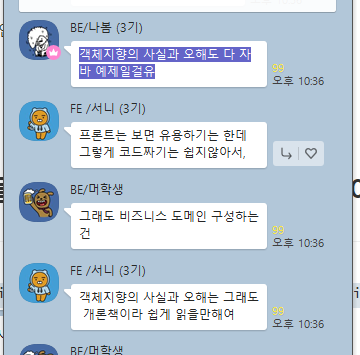 BE/나봄 (3기)
객체지향의 사실과 오해도 다 자
바 예제일걸유
99
오후 10:36
FE /서니 (3기)
프론트는 보면 유용하기는 한데
그렇게 코드짜기는 쉽지않아서,
BE/머학생
그래도 비즈니스 도메인 구성하는
건
99
오후 10:36
FE /서니 (3기)
객체지향의 사실과 오해는 그래도
개론책이라 쉽게 읽을만해여
99
오후 10:36
BE/머학생